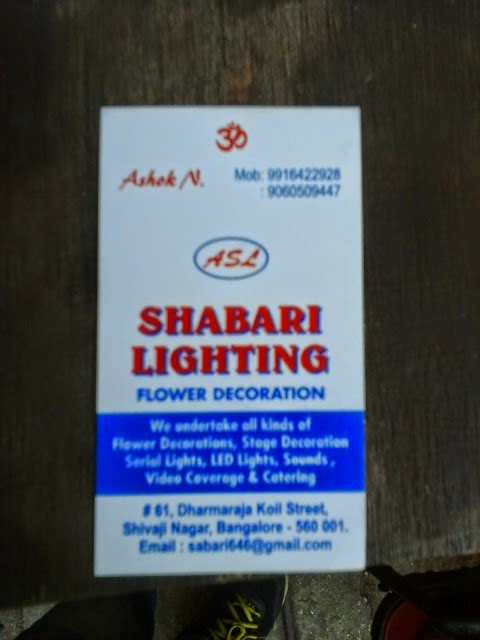 ॐ
Ashok N.
Mob: 9916422928
: 9060509447
ASL
SHABARI
LIGHTING
FLOWER DECORATION
We undertake all kinds of
Flower Decorations, Stage Decoration
Serial Lights, LED Lights, Sounds,
Video Coverage & Catering
# 61, Dharmaraja Koil Street,
Shivaji Nagar, Bangalore - 560 001.
Email : sabari646@gmail.com